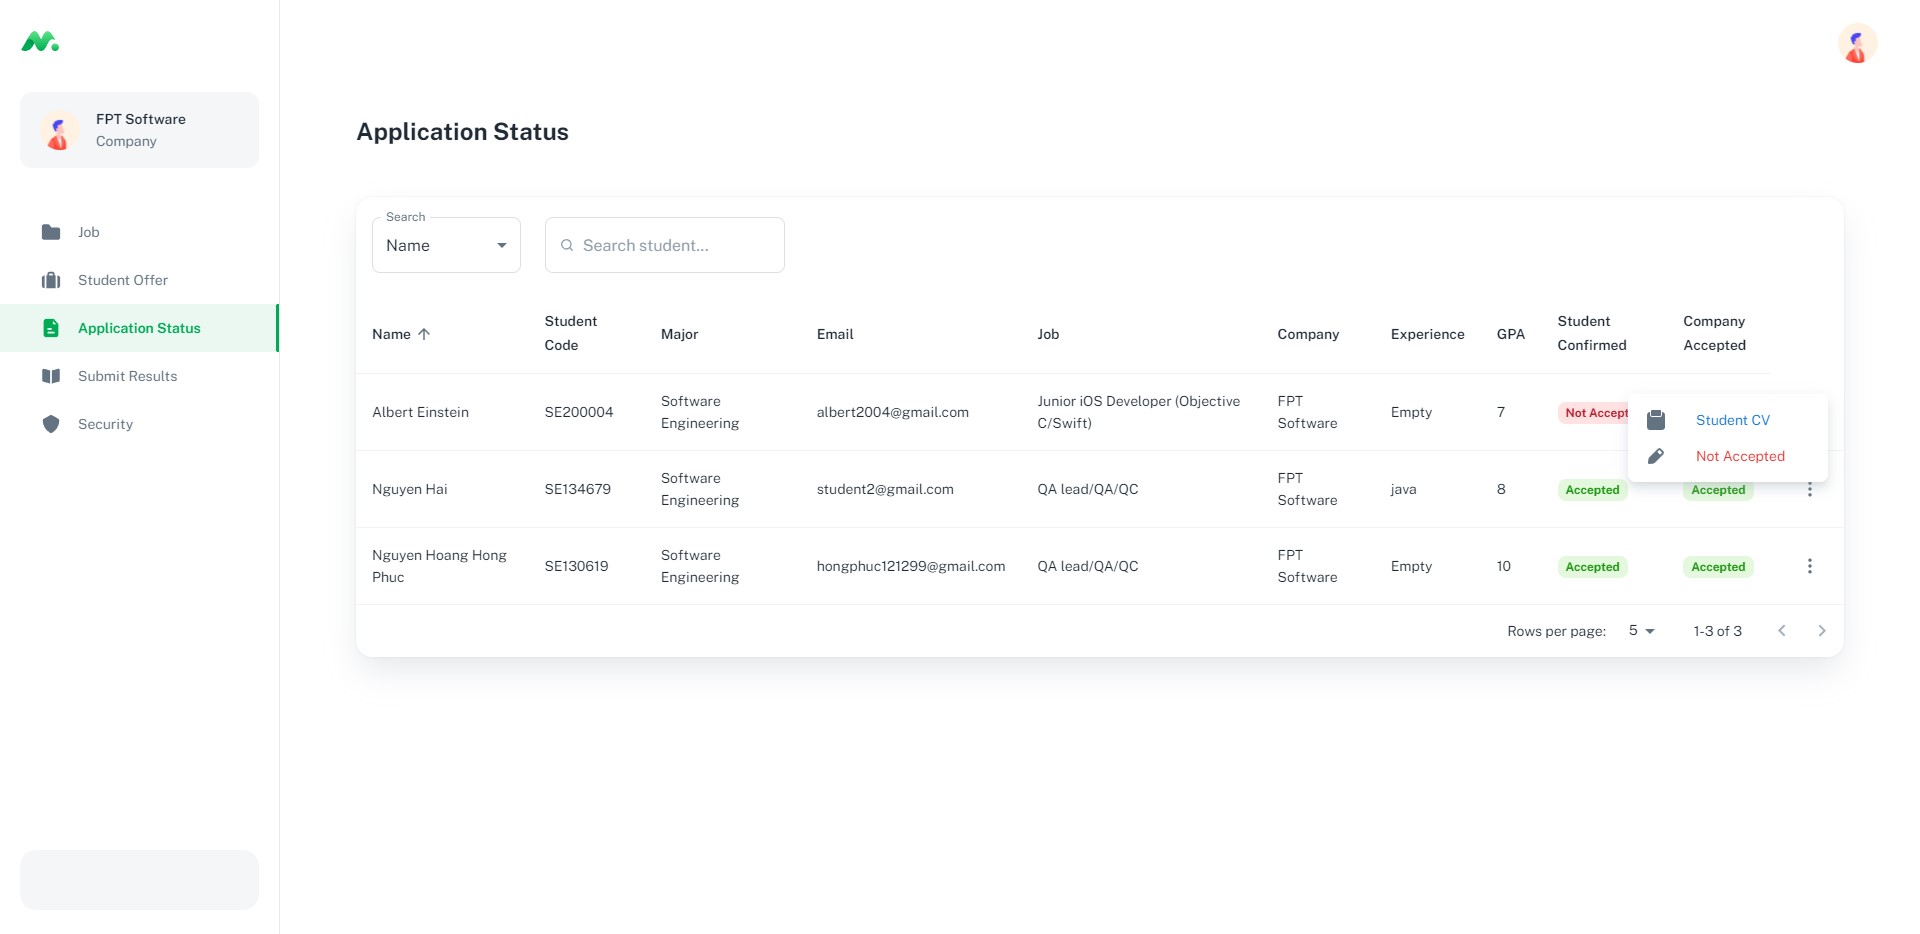 FPT Software
Company
Job
Student Offer
Application Status
Submit Results
Security
Application Status
Search
Name
Search student...
Name
Student
Code
Major
Email
Job
Company
Experience
GPA
Student
Confirmed
Company
Accepted
Albert Einstein
SE200004
Software
Engineering
albert2004@gmail.com
Junior iOS Developer (Objective
C/Swift)
FPT
Software
Empty
7
Not Accept
Student CV
Not Accepted
Nguyen Hai
SE134679
Software
Engineering
student2@gmail.com
QA lead/QA/QC
FPT
Software
java
8
Accepted
Accepted
Nguyen Hoang Hong
Phuc
SE130619
Software
Engineering
hongphuc121299@gmail.com
QA lead/QA/QC
FPT
Software
Empty
10
Accepted
Accepted
Rows per page:
5
1-3 of 3